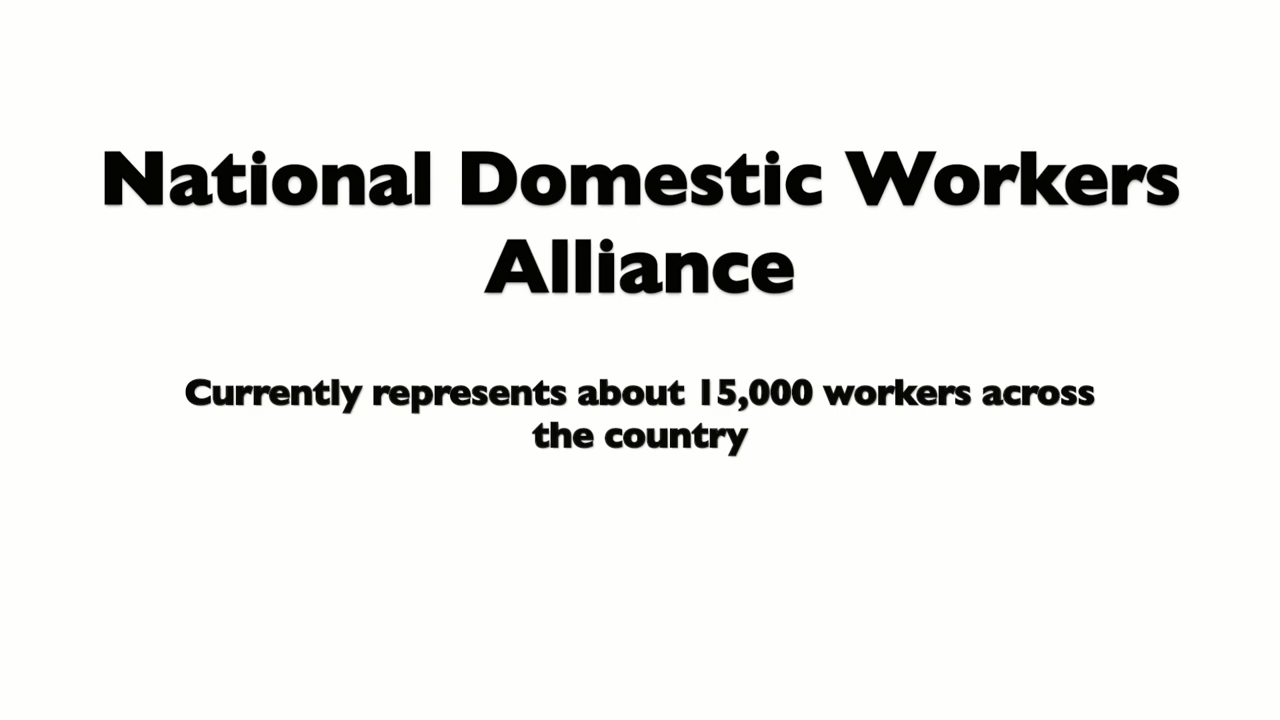 National Domestic Workers
Alliance
Currently represents about 15,000 workers across
the country